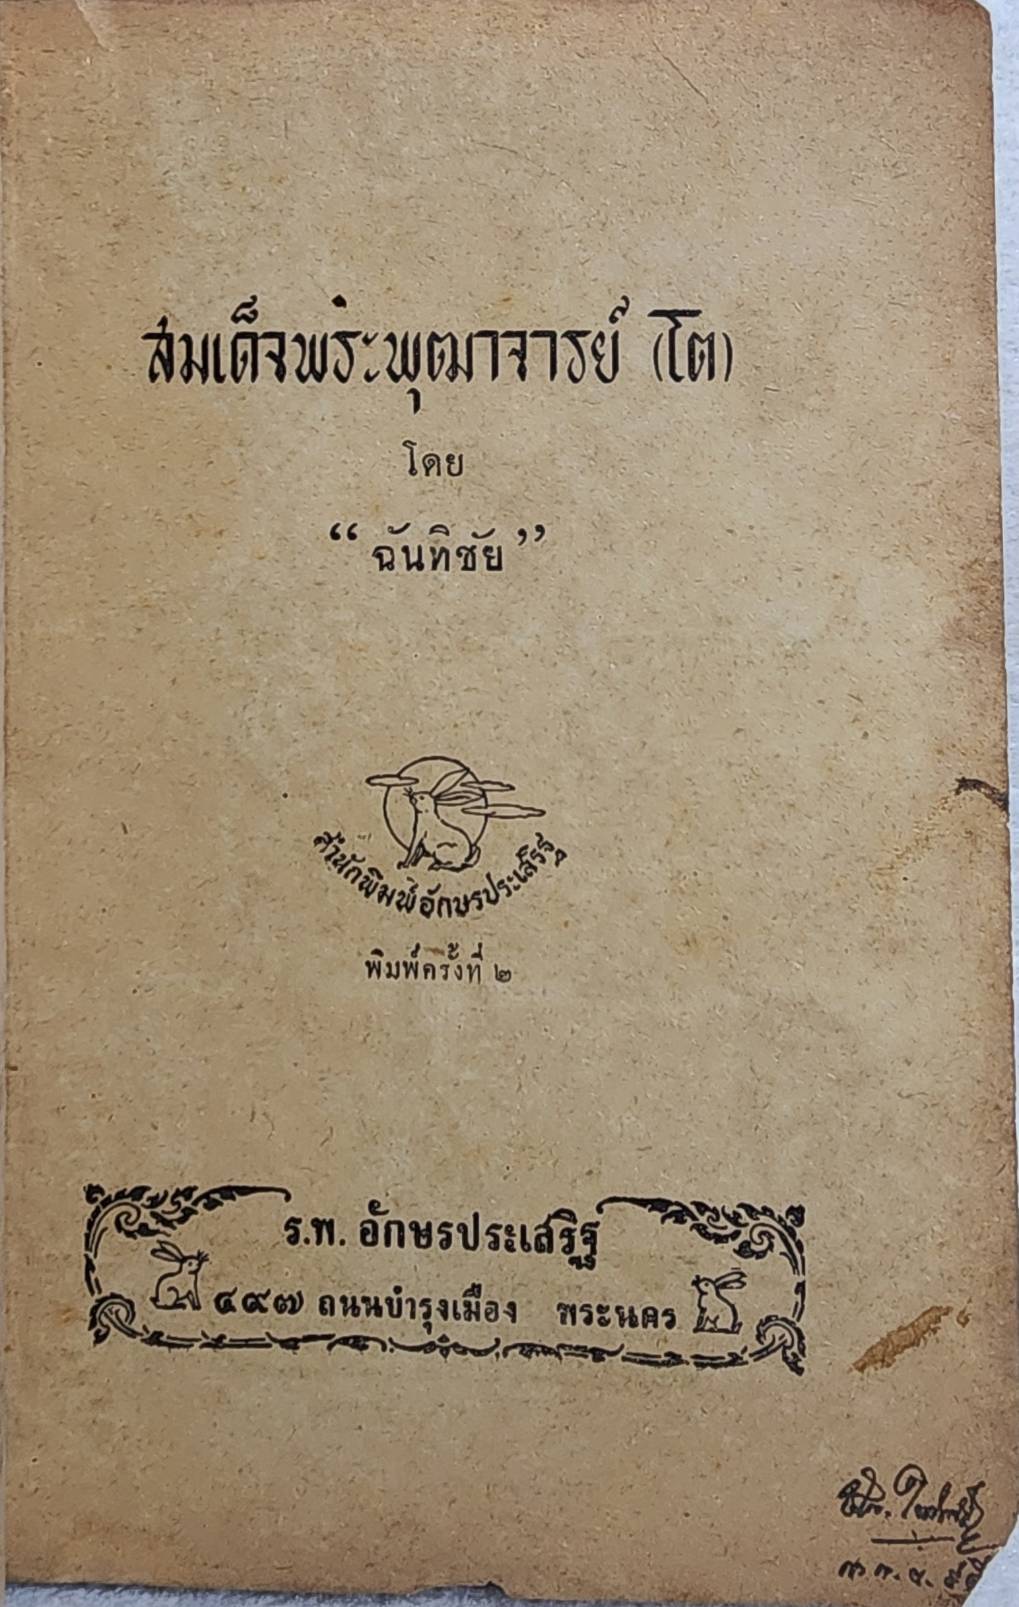 สมเด็จพระพุฒาจารย์ (โต)
โดย
“ ฉันทิชัย ”
สำนักพิมพ์อักษรประเสริฐ
พิมพ์ครั้งที่ ๒
ร.พ. อักษรประเสริฐ
๔๙๗ ถนนบำรุงเมือง พระนคร